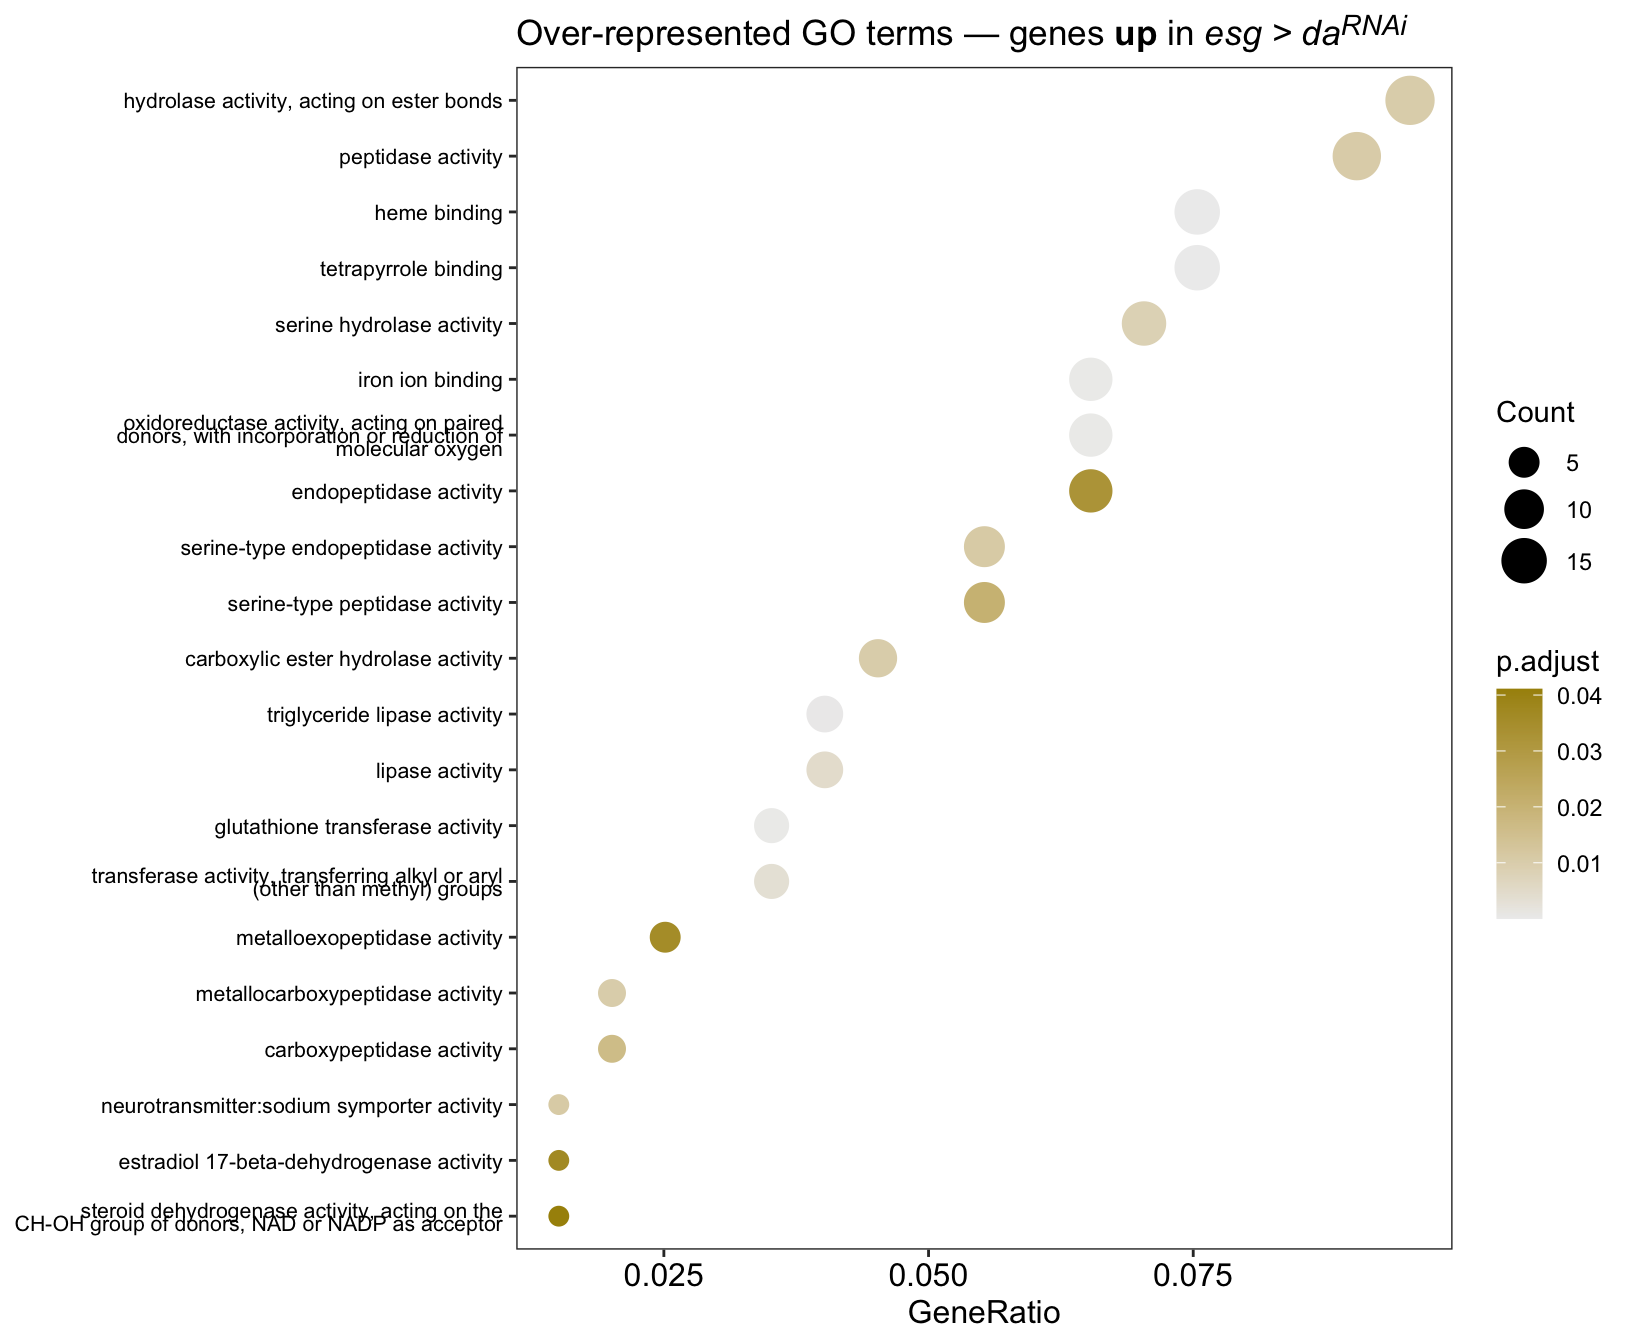 Over-represented GO terms — genes up in esg > daRNAi
hydrolase activity, acting on ester bonds
peptidase activity
heme binding
tetrapyrrole binding
serine hydrolase activity
iron ion binding
oxidoreductase activity, acting on paired
donors, with incorporation or reduction of
molecular oxygen
endopeptidase activity
serine-type endopeptidase activity
serine-type peptidase activity
carboxylic ester hydrolase activity
triglyceride lipase activity
lipase activity
glutathione transferase activity
transferase activity, transferring alkyl or aryl
(other than methyl) groups
metalloexopeptidase activity
metallocarboxypeptidase activity
carboxypeptidase activity
neurotransmitter:sodium symporter activity
estradiol 17-beta-dehydrogenase activity
steroid dehydrogenase activity, acting on the
CH-OH group of donors, NAD or NADP as acceptor
0.025
0.050
0.075
GeneRatio
Count
5
10
15
p.adjust
0.04
0.03
0.02
0.01